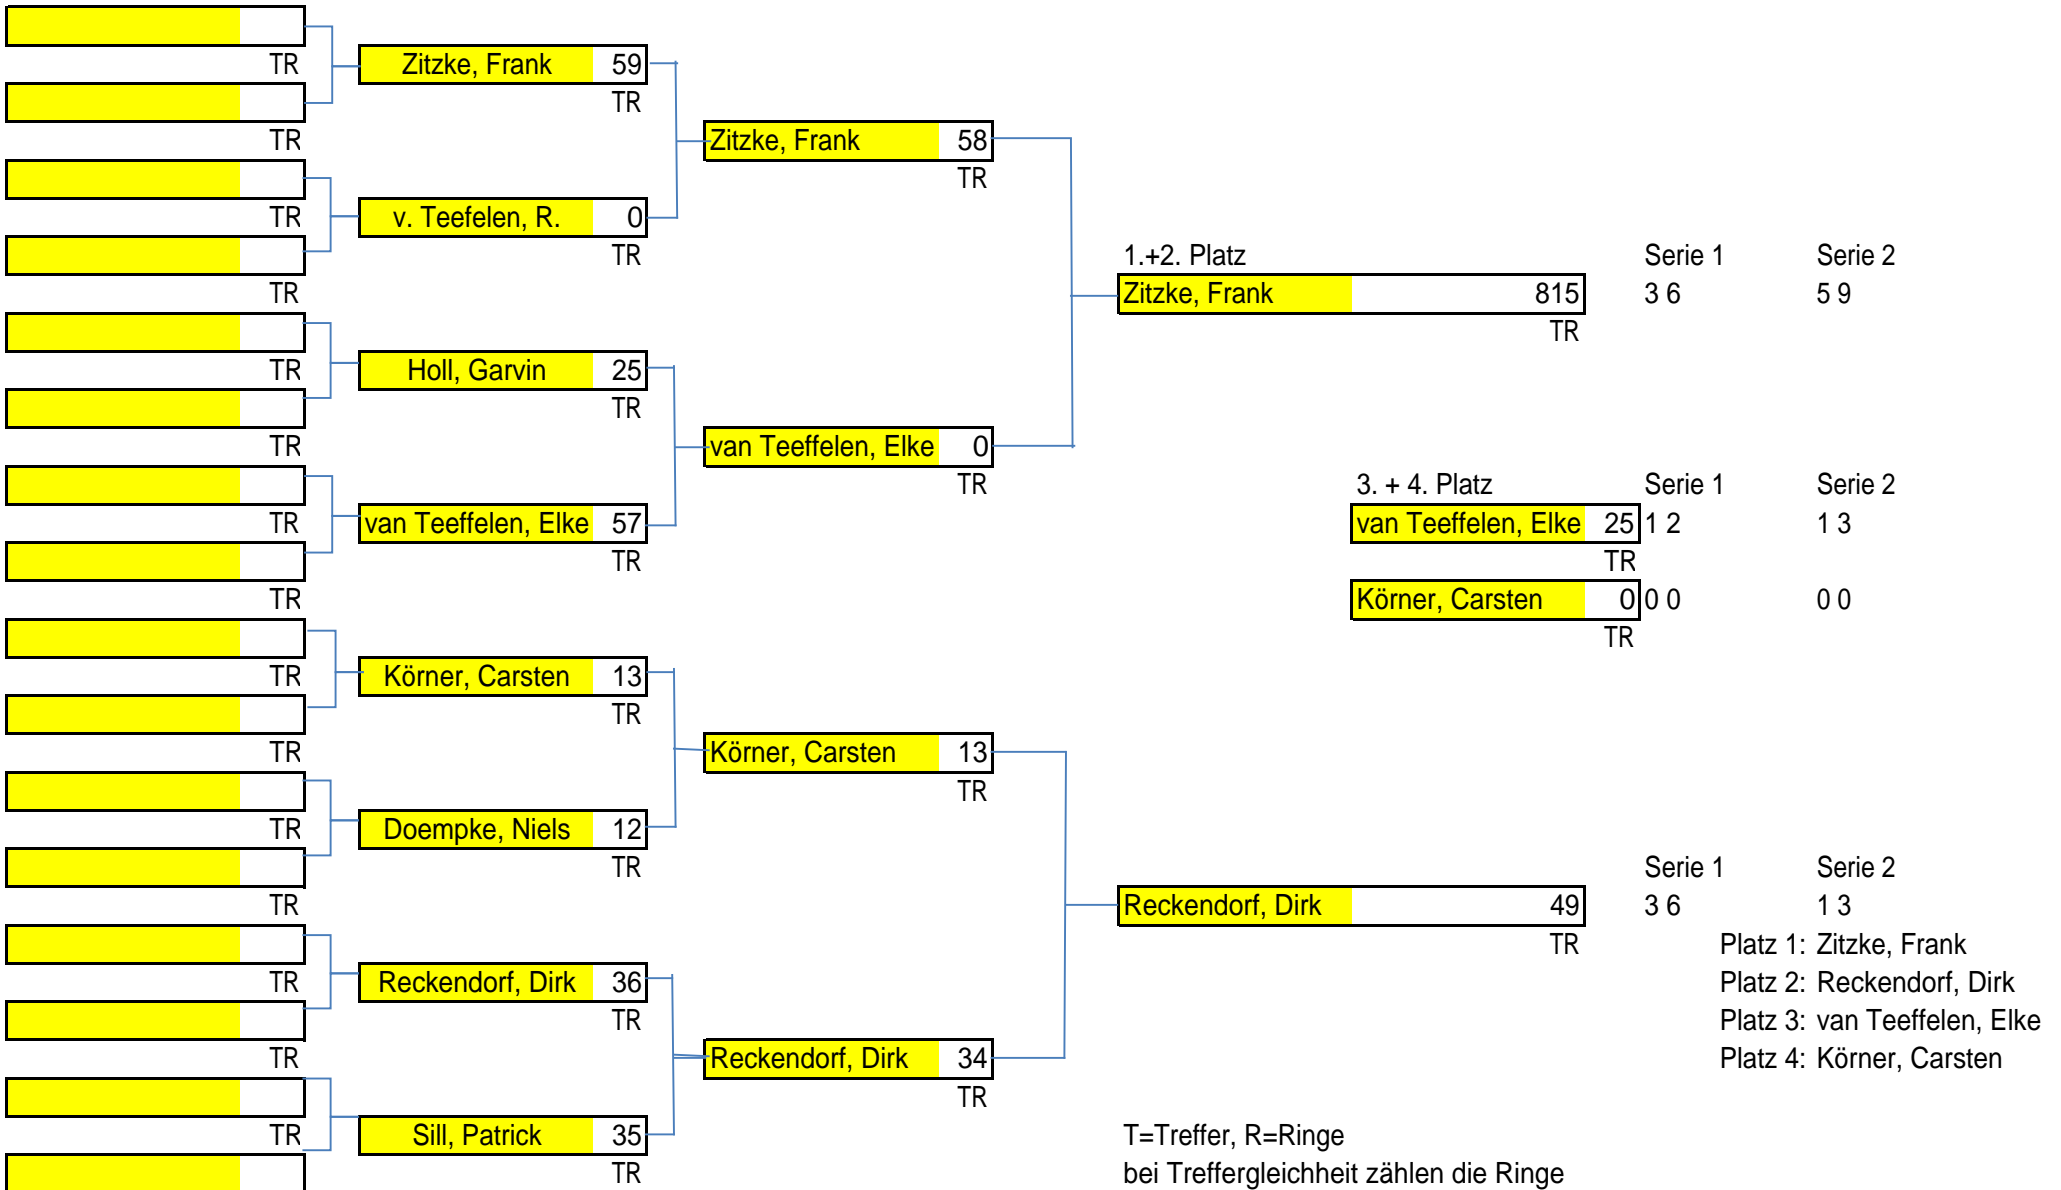 TR
Zitzke, Frank 59
TR
TR
Zitzke, Frank 58
TR
TR
v. Teefelen, R. 0
TR
1.+2. Platz Serie 1 Serie 2
TR
Zitzke, Frank 815 3 6 5 9
TR
TR
Holl, Garvin 25
TR
TR
van Teeffelen, Elke 0
TR
3. + 4. Platz Serie 1 Serie 2
TR
van Teeffelen, Elke 57
van Teeffelen, Elke 25 1 2 1 3
TR
TR
TR
Körner, Carsten 0 0 0 0 0
TR
TR
Körner, Carsten 13
TR
TR
Körner, Carsten 13
TR
TR
Doempke, Niels 12
TR
Serie 1 Serie 2
TR
Reckendorf, Dirk 49 3 6 1 3
TR
Platz 1: Zitzke, Frank
TR
Reckendorf, Dirk 36
Platz 2: Reckendorf, Dirk
TR
Platz 3: van Teeffelen, Elke
TR
Reckendorf, Dirk 34
Platz 4: Körner, Carsten
TR
TR
Sill, Patrick 35
T=Treffer, R=Ringe
TR
bei Treffergleichheit zählen die Ringe